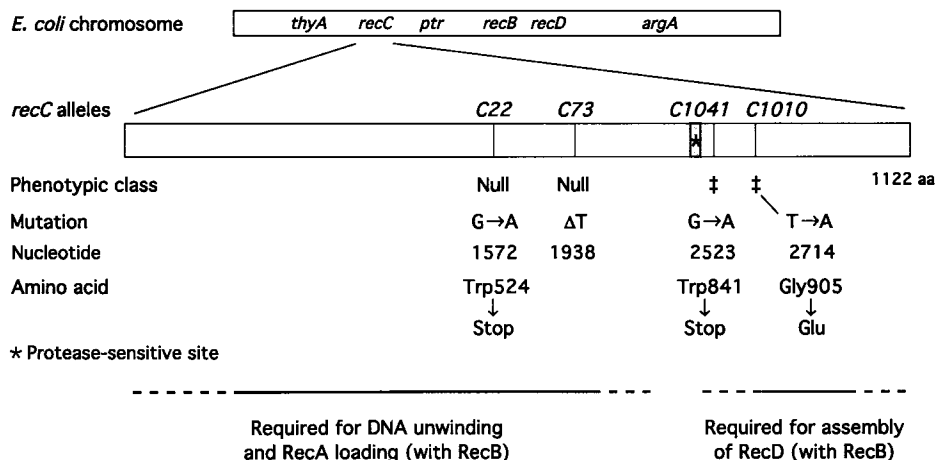 E. coli chromosome thyA recC ptr recB recD argA
recC alleles C22 C73 C1041 C1010
*
Phenotypic class Null Null ‡ ‡ 1122 aa
Mutation G→A ΔT G→A T→A
Nucleotide 1572 1938 2523 2714
Amino acid Trp524 Trp841 Gly905
↓ ↓ ↓
Stop Stop Glu
* Protease-sensitive site
Required for DNA unwinding
and RecA loading (with RecB)
Required for assembly
of RecD (with RecB)